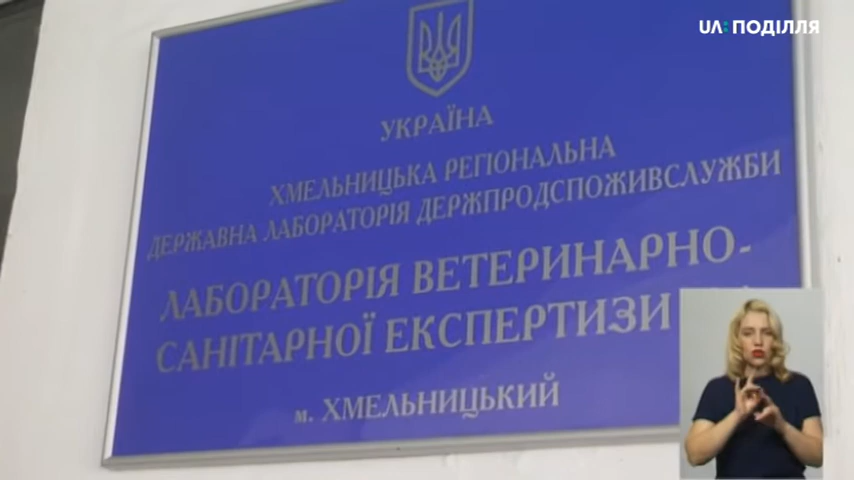 UA: ПОДІЛЛЯ
УКРАЇНА
ХМЕЛЬНИЦЬКА РЕГІОНАЛЬНА
ДЕРЖАВНА ЛАБОРАТОРІЯ ДЕРЖПРОДСПОЖИВСЛУЖБИ
ЛАБОРАТОРІЯ ВЕТЕРИНАРНО-
САНІТАРНОЇ ЕКСПЕРТИЗИ
м. ХМЕЛЬНИЦЬКИЙ